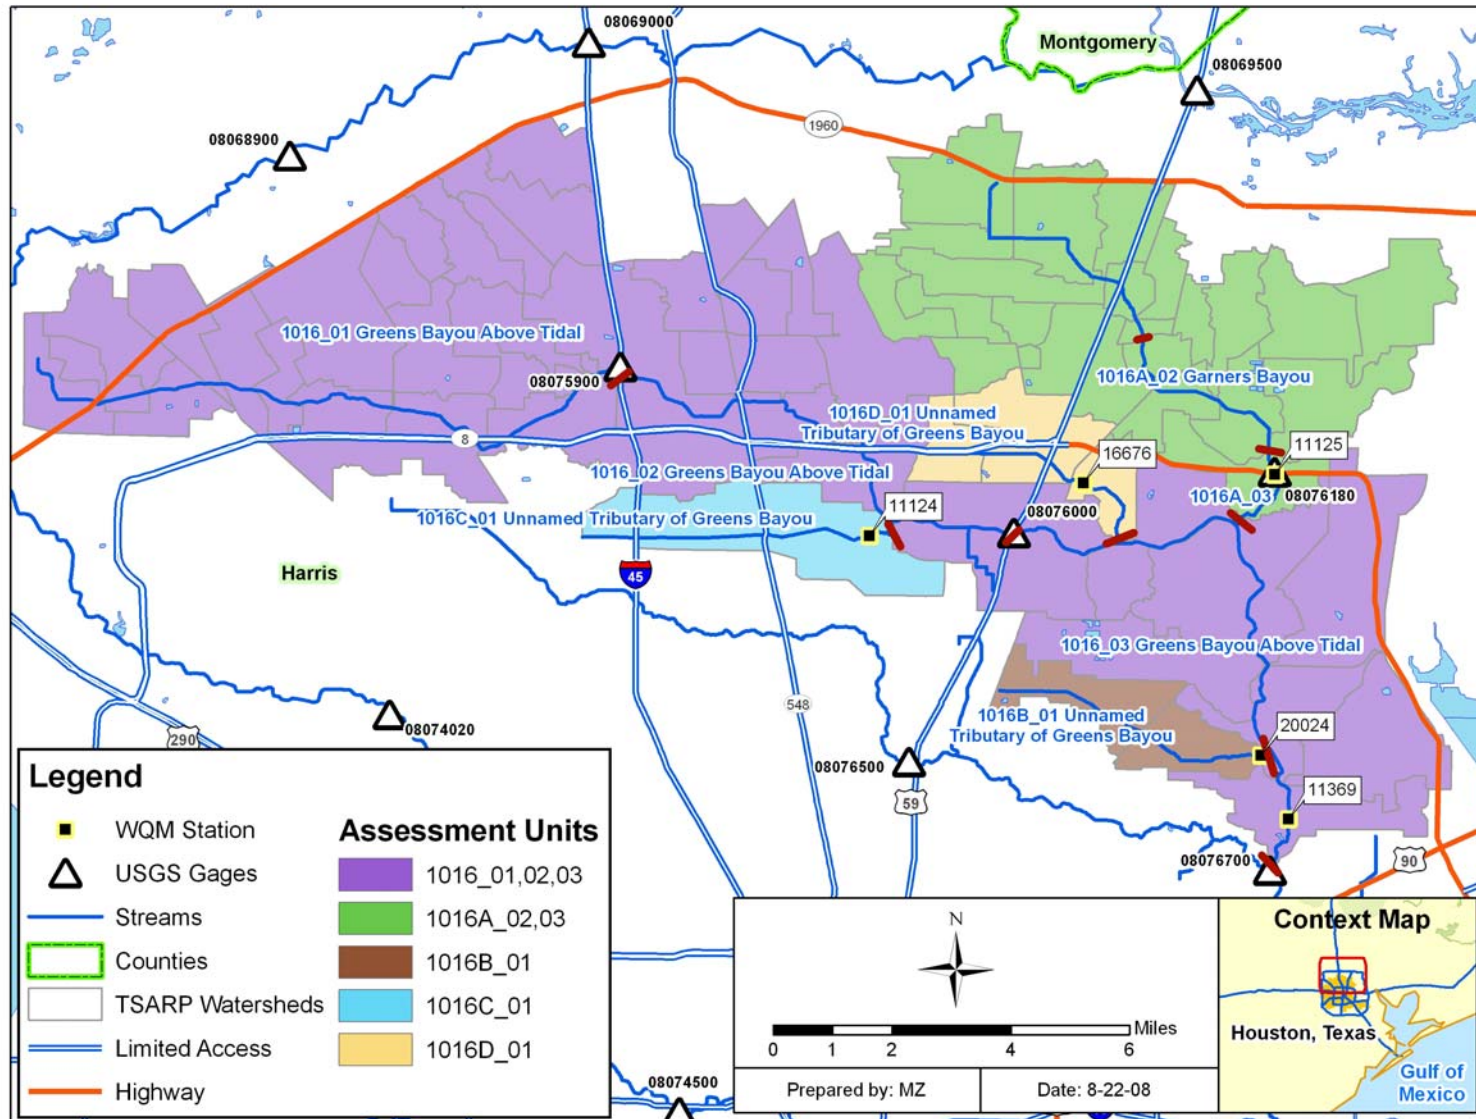 08069000
Montgomery
08069500
1960
08068900
1016_01 Greens Bayou Above Tidal
08075900
1016A_02 Garners Bayou
1016D_01 Unnamed
Tributary of Greens Bayou
8
11125
16676
1016_02 Greens Bayou Above Tidal
1016A_03
08076180
11124
08076000
1016C_01 Unnamed Tributary of Greens Bayou
Harris
45
1016_03 Greens Bayou Above Tidal
548
1016B_01 Unnamed
Tributary of Greens Bayou
20024
08074020
290
08076500
59
11369
08076700
90
Legend
WQM Station
USGS Gages
Streams
Counties
TSARP Watersheds
Limited Access
Highway
Assessment Units
1016_01,02,03
1016A_02,03
1016B_01
1016C_01
1016D_01
08074500
N
Miles
0 1 2 4 6
Prepared by: MZ
Date: 8-22-08
Context Map
Houston, Texas
Gulf of
Mexico